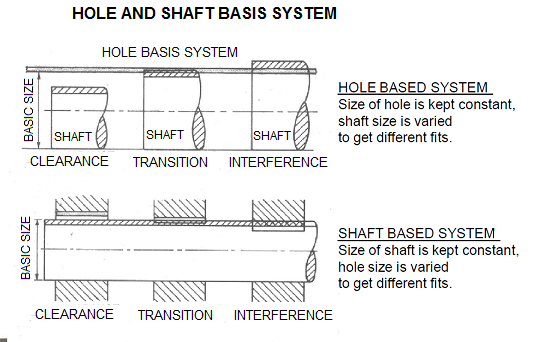 HOLE AND SHAFT BASIS SYSTEM
HOLE BASIS SYSTEM
BASIC SIZE
SHAFT
SHAFT
SHAFT
CLEARANCE TRANSITION INTERFERENCE
HOLE BASED SYSTEM
Size of hole is kept constant,
shaft size is varied
to get different fits.
BASIC SIZE
CLEARANCE TRANSITION INTERFERENCE
SHAFT BASED SYSTEM
Size of shaft is kept constant,
hole size is varied
to get different fits.